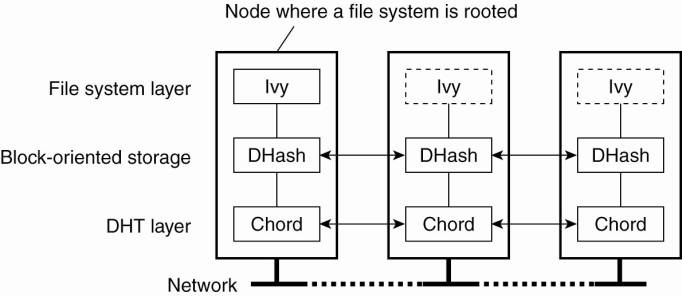 Node where a file system is rooted
File system layer
Ivy
Ivy
Ivy
Block-oriented storage
DHash
DHash
DHash
DHT layer
Chord
Chord
Chord
Network